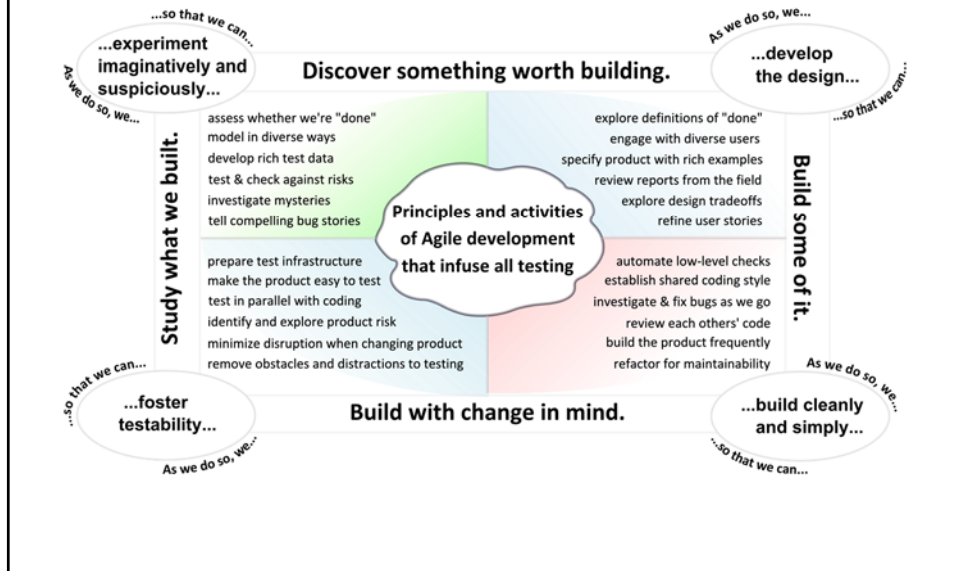 ...so that we can...
...experiment
imaginatively and
suspiciously...
As we do so, we...
Discover something worth building.
As we do so, we...
...develop
the design...
...so that we can...
Study what we built.
assess whether we're "done"
model in diverse ways
develop rich test data
test & check against risks
investigate mysteries
tell compelling bug stories
explore definitions of "done"
engage with diverse users
specify product with rich examples
review reports from the field
explore design tradeoffs
refine user stories
Build some of it.
Principles and activities
of Agile development
that infuse all testing
prepare test infrastructure
make the product easy to test
test in parallel with coding
identify and explore product risk
minimize disruption when changing product
remove obstacles and distractions to testing
automate low-level checks
establish shared coding style
investigate & fix bugs as we go
review each others' code
build the product frequently
refactor for maintainability
...so that we can...
...foster
testability...
As we do so, we...
Build with change in mind.
As we do so, we...
...build cleanly
and simply...
...so that we can...